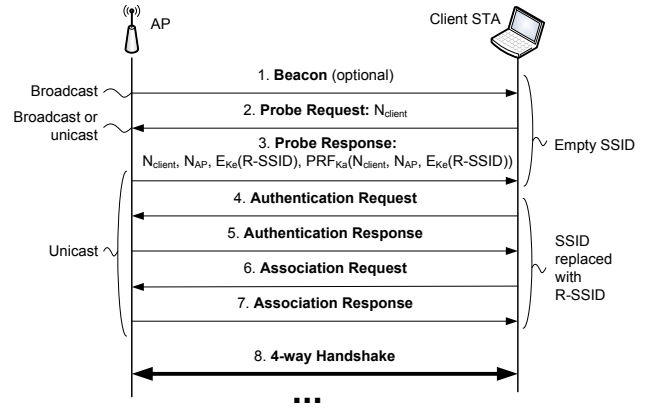 AP
Client STA
1. Beacon (optional)
Broadcast
2. Probe Request: Nclient
Broadcast or
unicast
3. Probe Response:
Nclient, NAP, EKe(R-SSID), PRFKa(Nclient, NAP, EKe(R-SSID))
Empty SSID
4. Authentication Request
5. Authentication Response
Unicast
6. Association Request
7. Association Response
SSID
replaced
with
R-SSID
8. 4-way Handshake
...